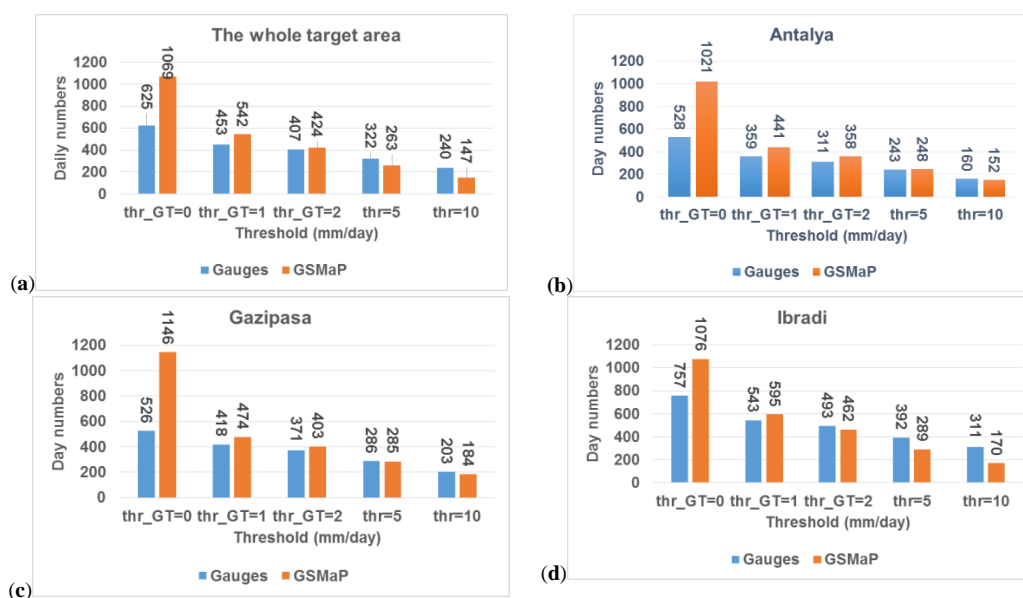 The whole target area
Daily numbers
1200
1000
800
600
400
200
0
625
1069
453
542
407
424
322
263
240
147
thr_GT=0 thr_GT=1 thr_GT=2 thr=5 thr=10
Threshold (mm/day)
Gauges GSMaP
(a)
Antalya
Day numbers
1200
1000
800
600
400
200
0
528
1021
359
441
311
358
243
248
160
152
thr_GT=0 thr_GT=1 thr_GT=2 thr=5 thr=10
Threshold (mm/day)
Gauges GSMaP
(b)
Gazipasa
Day numbers
1200
1000
800
600
400
200
0
526
1146
418
474
371
403
286
285
203
184
thr_GT=0 thr_GT=1 thr_GT=2 thr=5 thr=10
Threshold (mm/day)
Gauges GSMaP
(c)
Ibradi
Day numbers
1200
1000
800
600
400
200
0
757
1076
543
595
493
462
392
289
311
170
thr_GT=0 thr_GT=1 thr_GT=2 thr=5 thr=10
Threshold (mm/day)
Gauges GSMaP
(d)